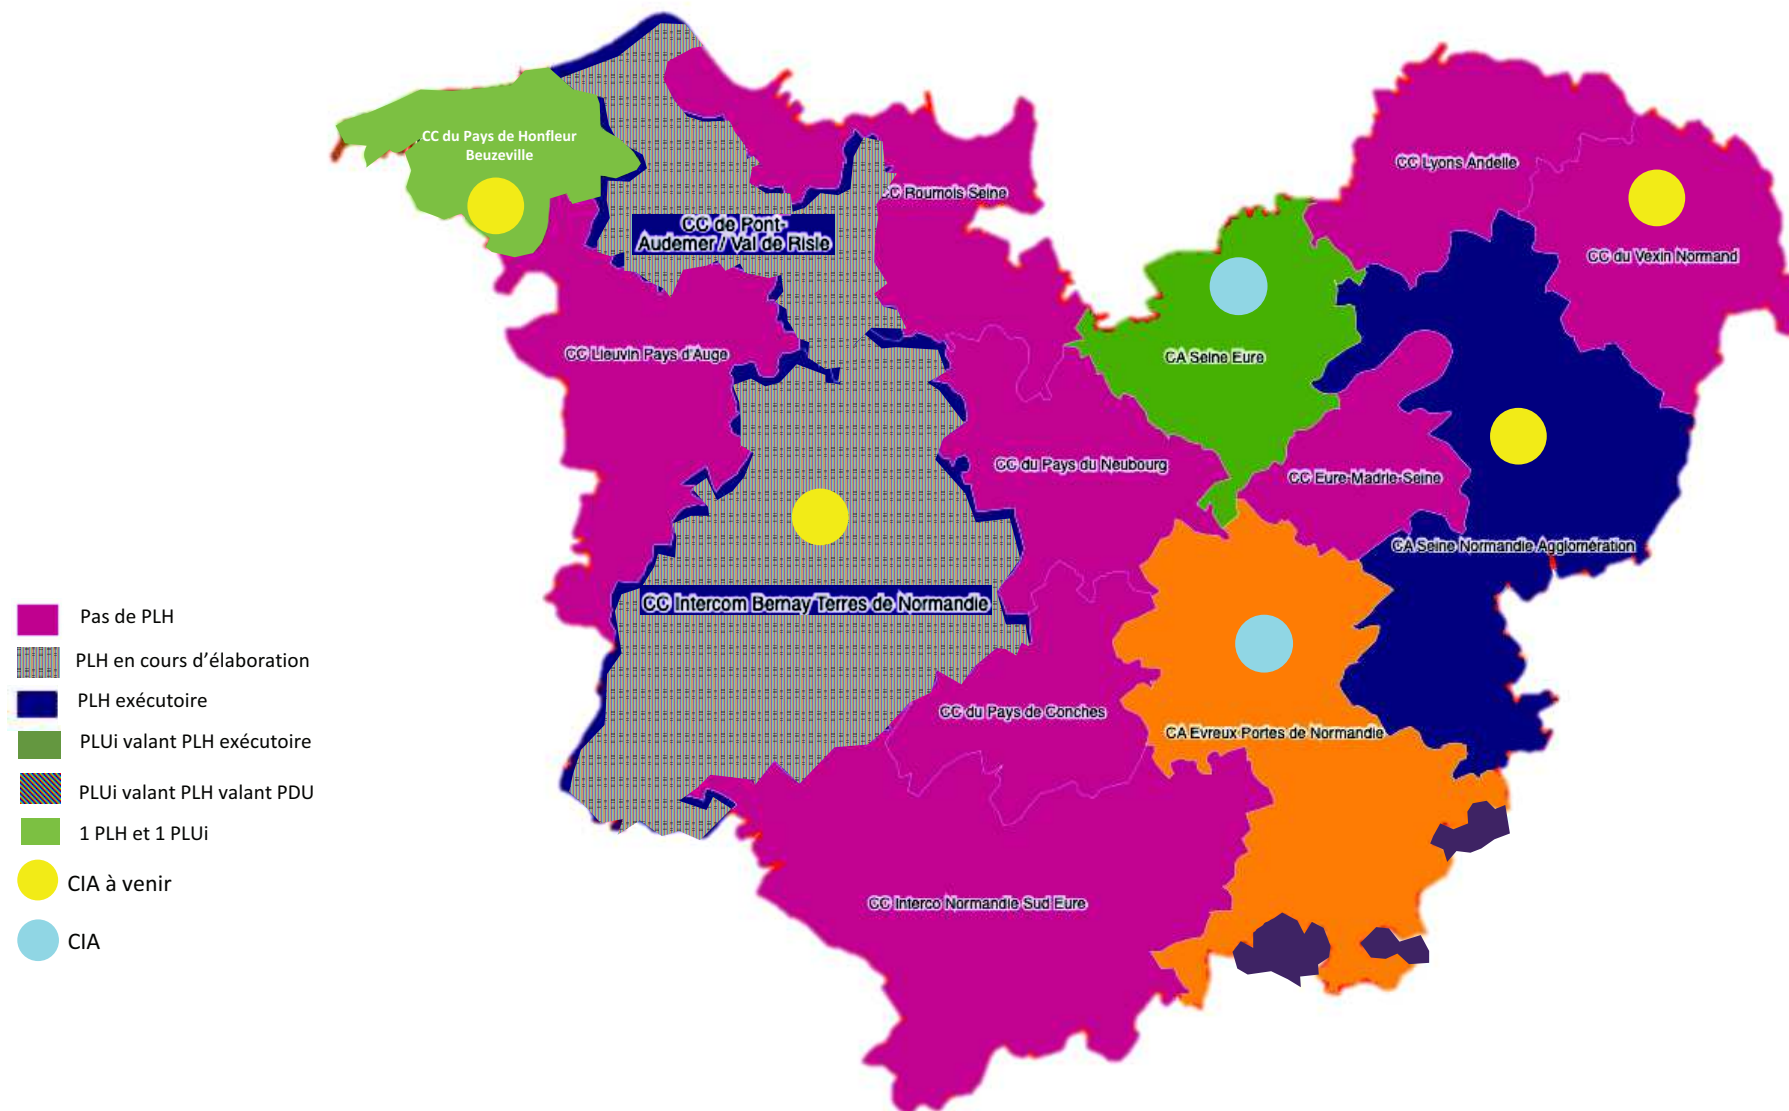 CC du Pays de Honfleur
Beuzeville
CC Lyons Andelle
CC Roumois Seine
CC de Pont-
Audemer / Val de Risle
CC du Vexin Normand
CC Lieuvin Pays d'Auge
CA Seine Eure
CC du Pays du Neubourg
CC Eure-Madrie-Seine
CA Seine Normandie Agglomération
CC Intercom Bernay Terres de Normandie
CC du Pays de Conches
CA Evreux Portes de Normandie
CC Interco Normandie Sud Eure
Pas de PLH
PLH en cours d'élaboration
PLH exécutoire
PLUi valant PLH exécutoire
PLUi valant PLH valant PDU
1 PLH et 1 PLUi
CIA à venir
CIA